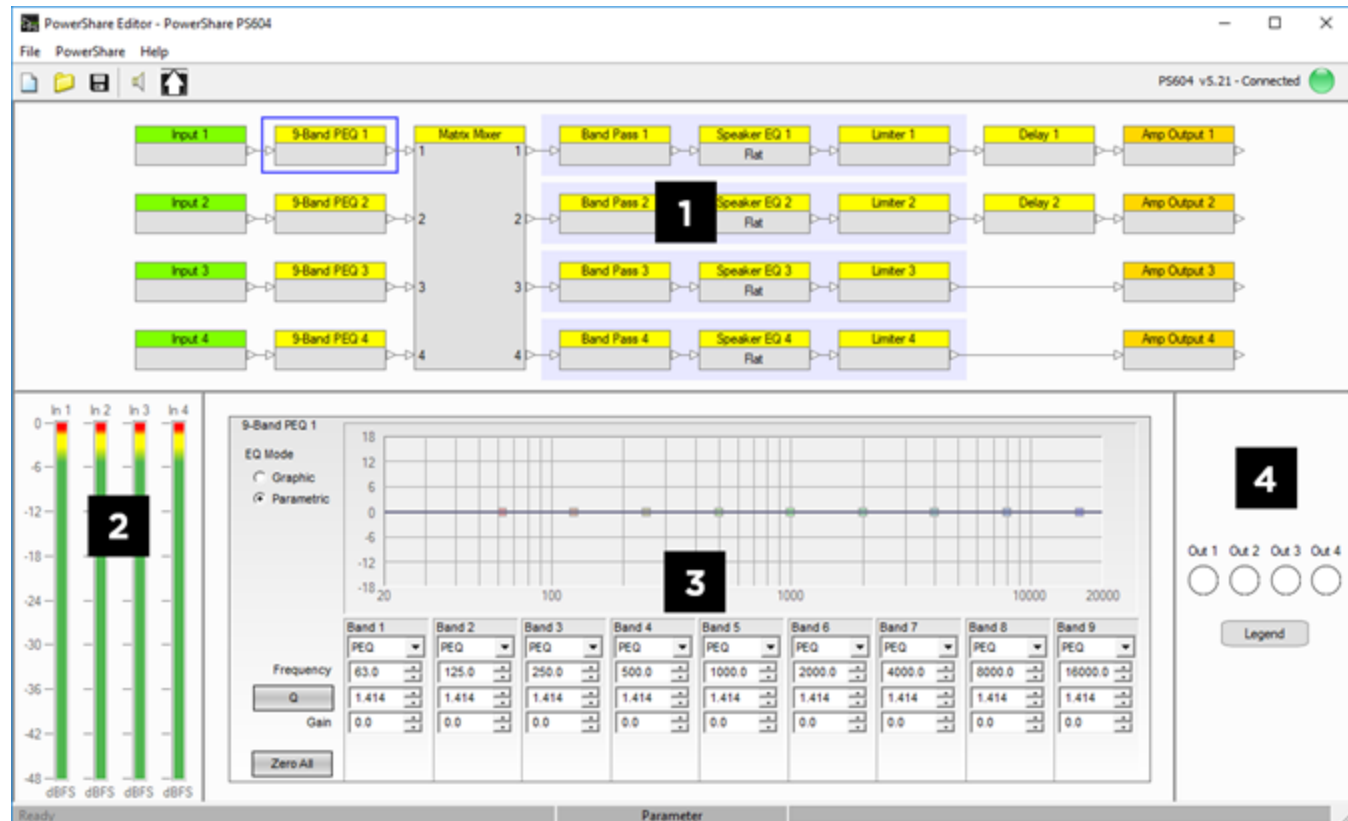 PowerShare Editor - PowerShare PS604
File PowerShare Help
PS604 v5.21 - Connected
Input 1 9-Band PEQ 1 Matrix Mixer Band Pass 1 Speaker EQ 1 Limiter 1 Delay 1 Amp Output 1
1 1 Flat
Input 2 9-Band PEQ 2 Band Pass 2 Speaker EQ 2 Limiter 2 Delay 2 Amp Output 2
2 2 1 Flat
Input 3 9-Band PEQ 3 Band Pass 3 Speaker EQ 3 Limiter 3 Amp Output 3
3 3 Flat
Input 4 9-Band PEQ 4 Band Pass 4 Speaker EQ 4 Limiter 4 Amp Output 4
4 4 Flat
In 1 In 2 In 3 In 4
0
-6
-12
-18
-24
-30
-36
-42
-48
dBFS dBFS dBFS dBFS
2
9-Band PEQ 1
EQ Mode
Graphic
Parametric
18
12
6
0
-6
-12
-18
20 100 1000 10000 20000
3
Band 1 Band 2 Band 3 Band 4 Band 5 Band 6 Band 7 Band 8 Band 9
PEQ PEQ PEQ PEQ PEQ PEQ PEQ PEQ PEQ
Frequency 63.0 125.0 250.0 500.0 1000.0 2000.0 4000.0 8000.0 16000.0
Q 1.414 1.414 1.414 1.414 1.414 1.414 1.414 1.414 1.414
Gain 0.0 0.0 0.0 0.0 0.0 0.0 0.0 0.0 0.0
Zero All
4
Out 1 Out 2 Out 3 Out 4
Legend
Ready Parameter